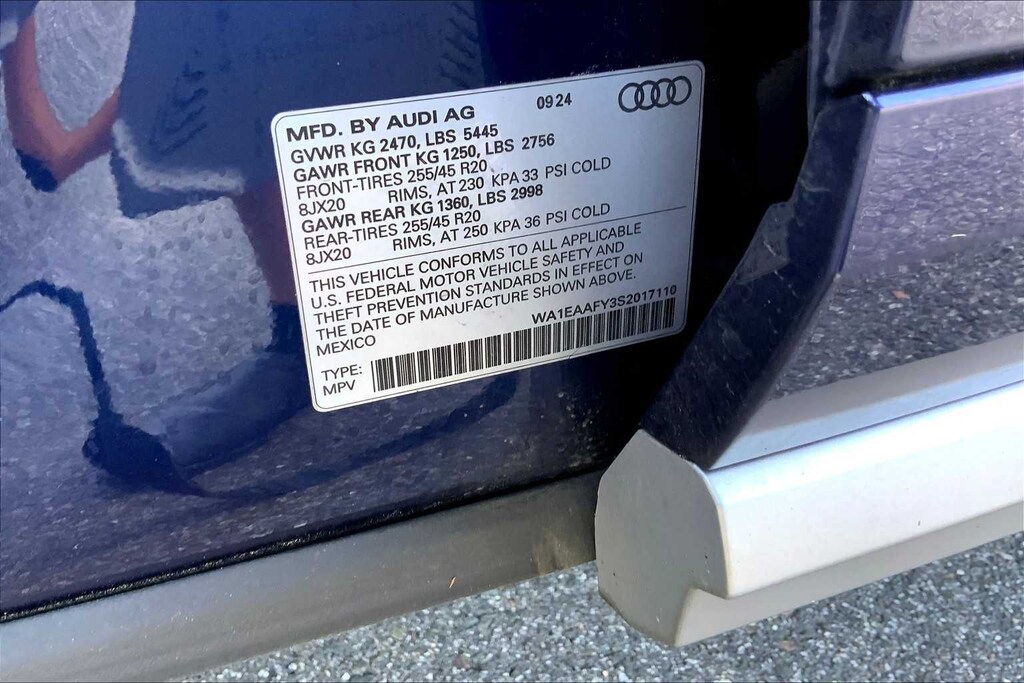 MFD. BY AUDI AG 0924
GVWR KG 2470, LBS 5445
GAWR FRONT KG 1250, LBS 2756
FRONT-TIRES 255/45 R20
8JX20 RIMS, AT 230 KPA 33 PSI COLD
GAWR REAR KG 1360, LBS 2998
REAR-TIRES 255/45 R20
8JX20 RIMS, AT 250 KPA 36 PSI COLD
THIS VEHICLE CONFORMS TO ALL APPLICABLE
U.S. FEDERAL MOTOR VEHICLE SAFETY AND
THEFT PREVENTION STANDARDS IN EFFECT ON
THE DATE OF MANUFACTURE SHOWN ABOVE.
MEXICO WA1EAAFY3S2017110
TYPE:
MPV